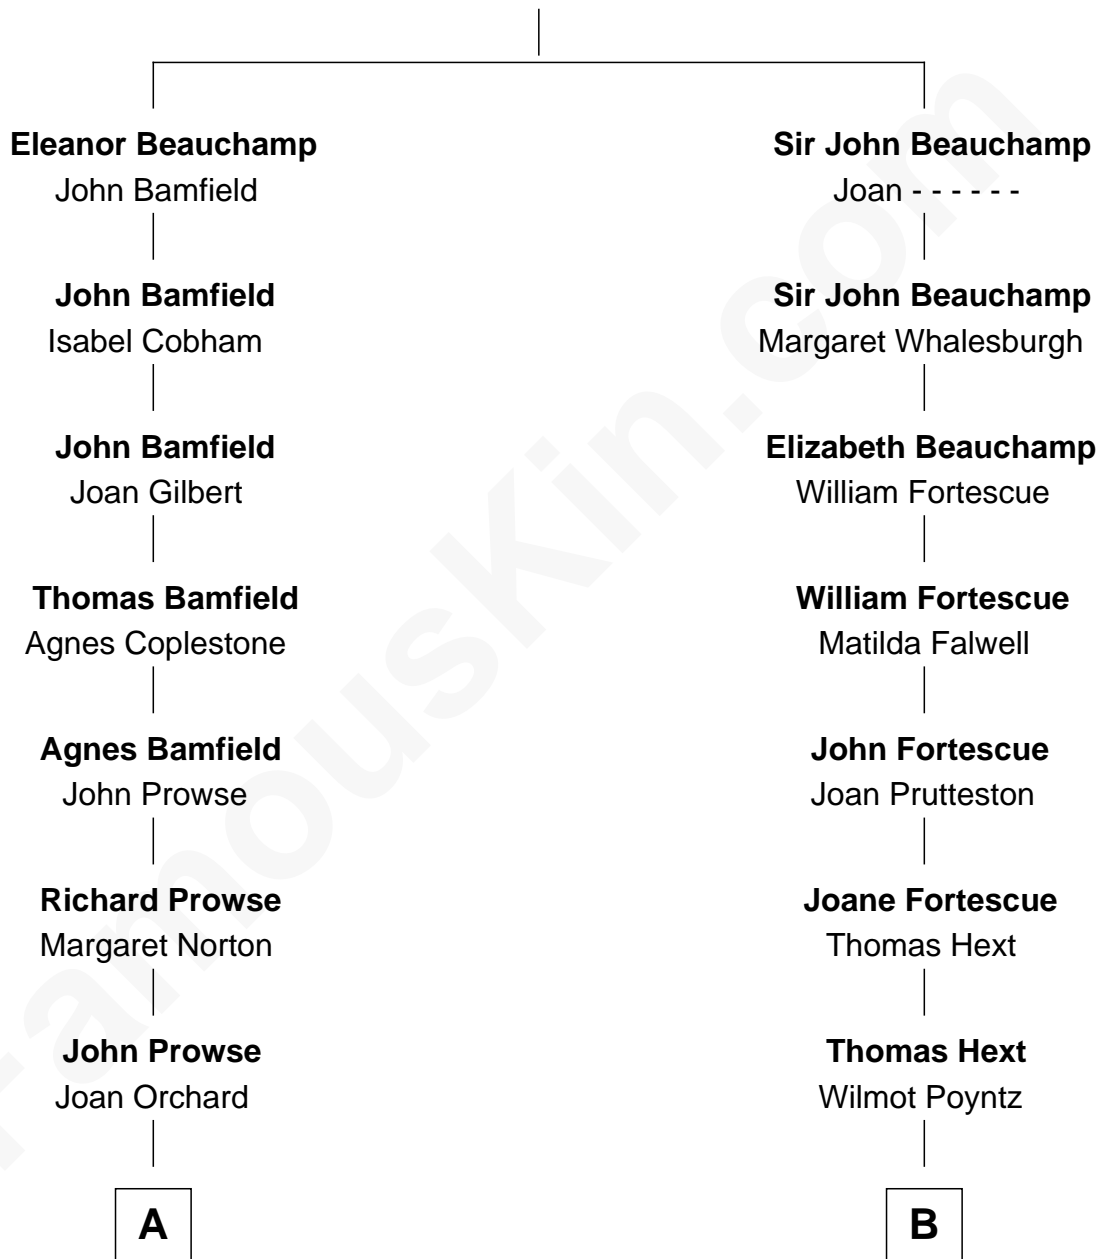 Eleanor Beauchamp
John Bamfield
John Bamfield
Isabel Cobham
John Bamfield
Joan Gilbert
Thomas Bamfield
Agnes Coplestone
Agnes Bamfield
John Prowse
Richard Prowse
Margaret Norton
John Prowse
Joan Orchard
A
Sir John Beauchamp
Joan - - - - - -
Sir John Beauchamp
Margaret Whalesburgh
Elizabeth Beauchamp
William Fortescue
William Fortescue
Matilda Falwell
John Fortescue
Joan Prutteston
Joane Fortescue
Thomas Hext
Thomas Hext
Wilmot Poyntz
B
FamousKin.com